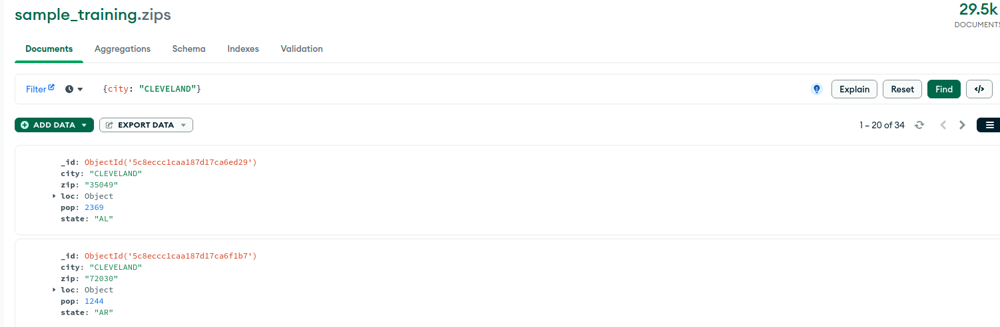 sample_training.zips
29.5k
DOCUMENTS
Documents Aggregations Schema Indexes Validation
Filter {city: "CLEVELAND"} Explain Reset Find </>
ADD DATA EXPORT DATA 1 – 20 of 34
_id: ObjectId('5c8eccc1caa187d17ca6ed29')
city: "CLEVELAND"
zip: "35049"
loc: Object
pop: 2369
state: "AL"
_id: ObjectId('5c8eccc1caa187d17ca6f1b7')
city: "CLEVELAND"
zip: "72030"
loc: Object
pop: 1244
state: "AR"